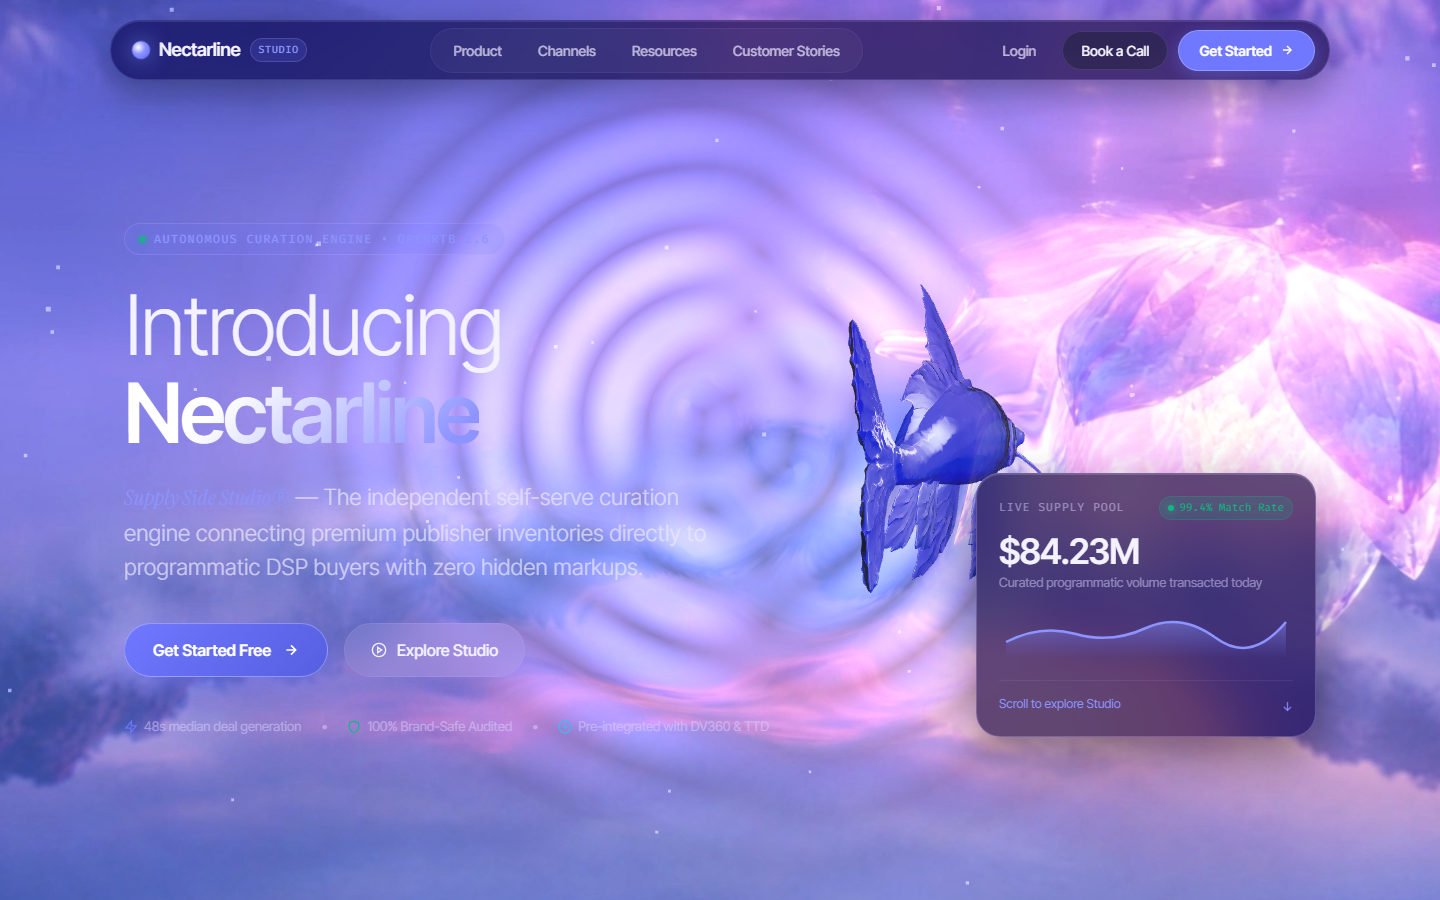 Nectarline STUDIO Product Channels Resources Customer Stories Login Book a Call Get Started →
AUTONOMOUS CURATION ENGINE •
Introducing
Nectarline
Supply Side Studio® — The independent self-serve curation
engine connecting premium publisher inventories directly to
programmatic DSP buyers with zero hidden markups.
Get Started Free → Explore Studio
48s median deal generation • 100% Brand-Safe Audited • Pre-integrated with DV360 & TTD
LIVE SUPPLY POOL 99.4% Match Rate
$84.23M
Curated programmatic volume transacted today
Scroll to explore Studio ↓